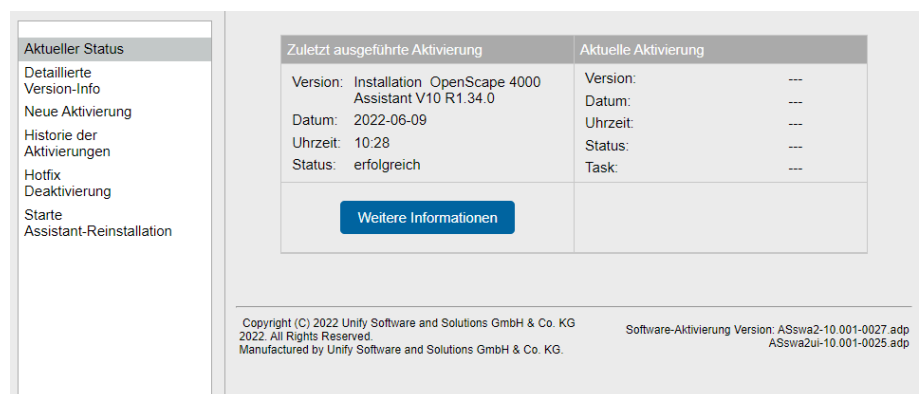 Aktueller Status
Detaillierte
Version-Info
Neue Aktivierung
Historie der
Aktivierungen
Hotfix
Deaktivierung
Starte
Assistant-Reinstallation
Zuletzt ausgeführte Aktivierung
Version: Installation OpenScape 4000
Assistant V10 R1.34.0
Datum: 2022-06-09
Uhrzeit: 10:28
Status: erfolgreich
Weitere Informationen
Aktuelle Aktivierung
Version: ---
Datum: ---
Uhrzeit: ---
Status: ---
Task: ---
Copyright (C) 2022 Unify Software and Solutions GmbH & Co. KG
2022. All Rights Reserved.
Manufactured by Unify Software and Solutions GmbH & Co. KG.
Software-Aktivierung Version: ASswa2-10.001-0027.adp
ASswa2ui-10.001-0025.adp